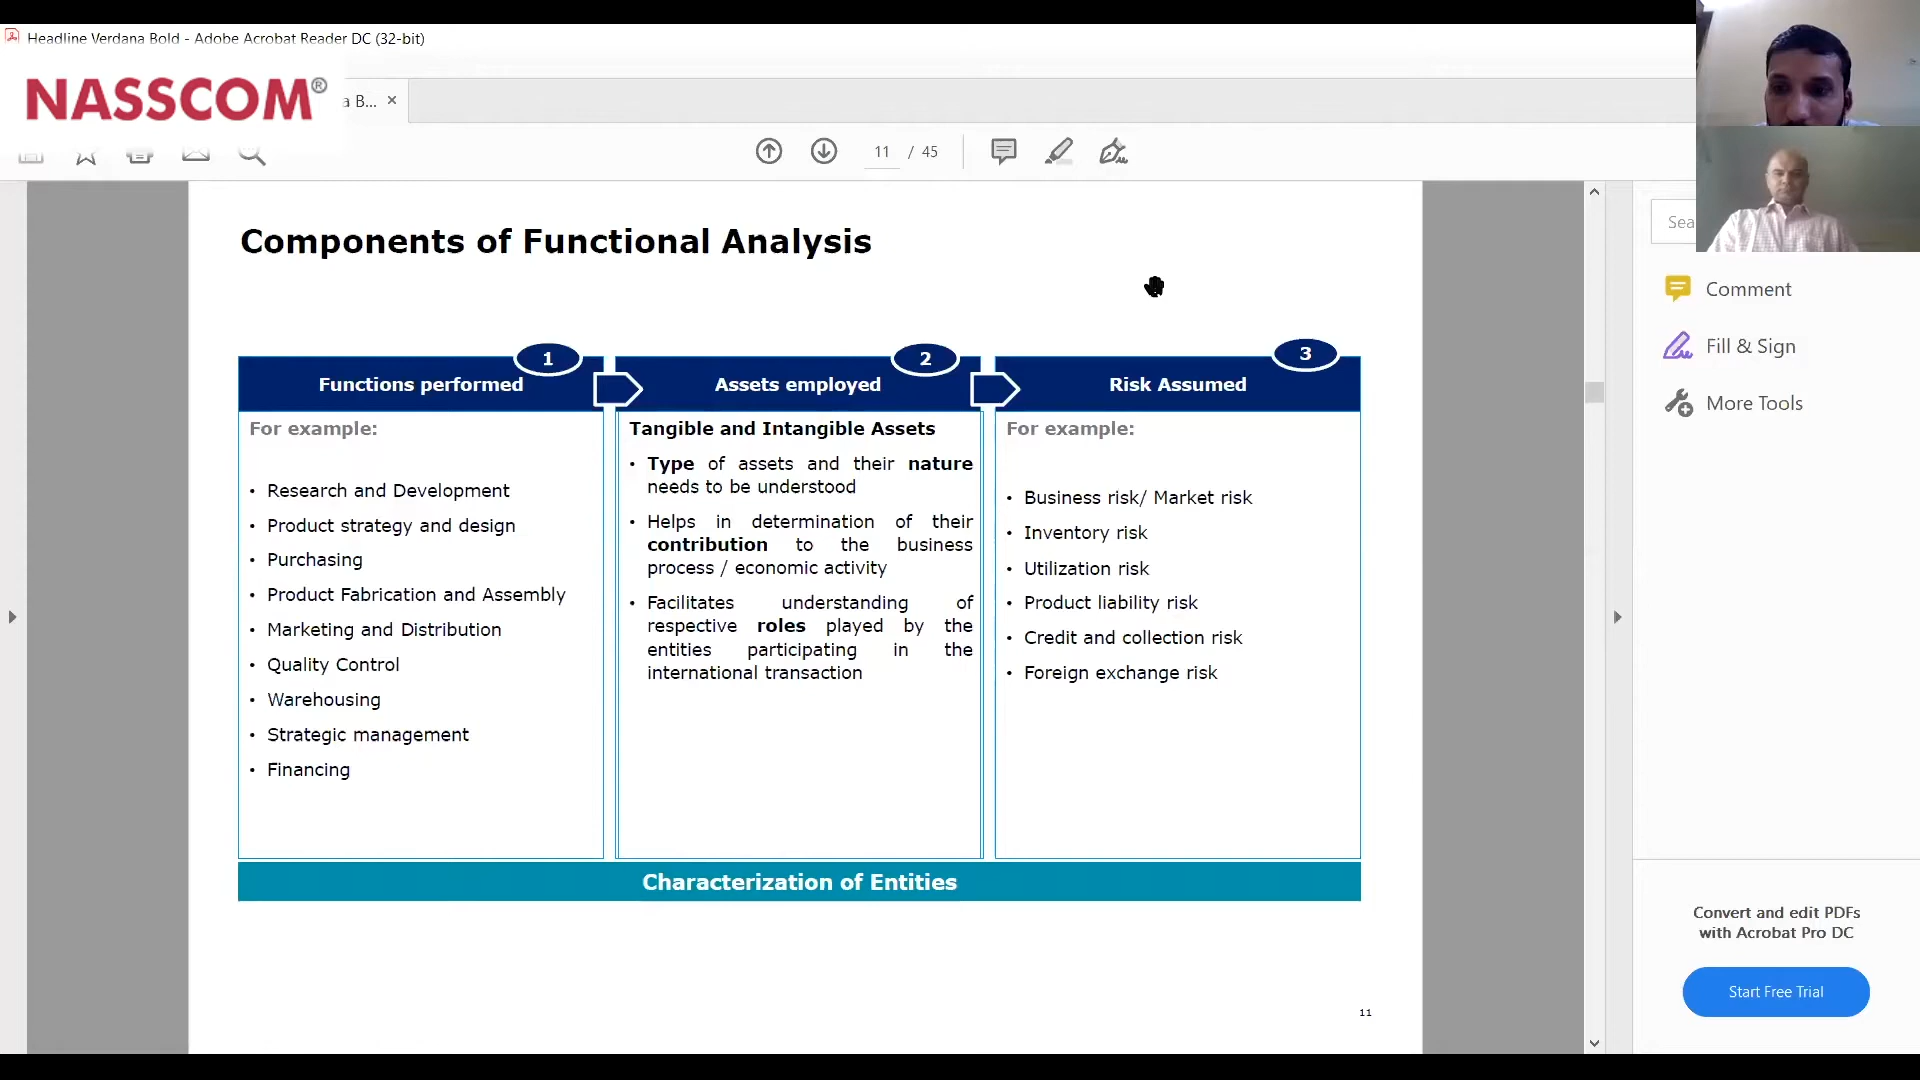 Headline Verdana Bold - Adobe Acrobat Reader DC (32-bit)
NASSCOM®
a B... ×
11 / 45
Sea
Components of Functional Analysis
1
2
3
Functions performed
Assets employed
Risk Assumed
For example:
• Research and Development
• Product strategy and design
• Purchasing
• Product Fabrication and Assembly
• Marketing and Distribution
• Quality Control
• Warehousing
• Strategic management
• Financing
Tangible and Intangible Assets
• Type of assets and their nature
needs to be understood
• Helps in determination of their
contribution to the business
process / economic activity
• Facilitates understanding of
respective roles played by the
entities participating in the
international transaction
For example:
• Business risk/ Market risk
• Inventory risk
• Utilization risk
• Product liability risk
• Credit and collection risk
• Foreign exchange risk
Characterization of Entities
11
Comment
Fill & Sign
More Tools
Convert and edit PDFs
with Acrobat Pro DC
Start Free Trial